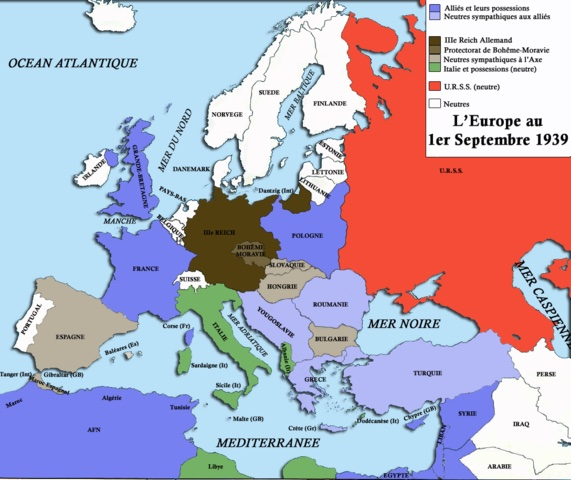 Alliés et leurs possessions
Neutres sympathiques aux alliés
IIIe Reich Allemand
Protectorat de Bohême-Moravie
Neutres sympathiques à l'Axe
Italie et possessions (neutre)
U.R.S.S. (neutre)
Neutres
L'Europe au
1er Septembre 1939
OCEAN ATLANTIQUE
MER DU NORD
MER BALTIQUE
NORVEGE
SUEDE
FINLANDE
ESTONIE
LETTONIE
LITHUANIE
U.R.S.S.
IRLANDE
GRANDE-BRETAGNE
DANEMARK
Dantzig (Int)
PAYS-BAS
BELGIQUE
MANCHE
IIIe REICH
BOHÊME
MORAVIE
POLOGNE
SLOVAQUIE
FRANCE
SUISSE
HONGRIE
ROUMANIE
MER CASPIENNE
PORTUGAL
ESPAGNE
Corse (Fr)
ITALIE
MER ADRIATIQUE
YOUGOSLAVIE
BULGARIE
MER NOIRE
Albanie (It)
Baléares (Es)
Sardaigne (It)
GRECE
TURQUIE
PERSE
Tanger (Int)
Gibraltar (GB)
Maroc Espagnol
Sicile (It)
Maroc
Algérie
Tunisie
Malte (GB)
Crète (Gr)
Dodécanèse (It)
Chypre (GB)
SYRIE
LIBAN
IRAQ
AFN
MEDITERRANEE
Libye
EGYPTE
ARABIE